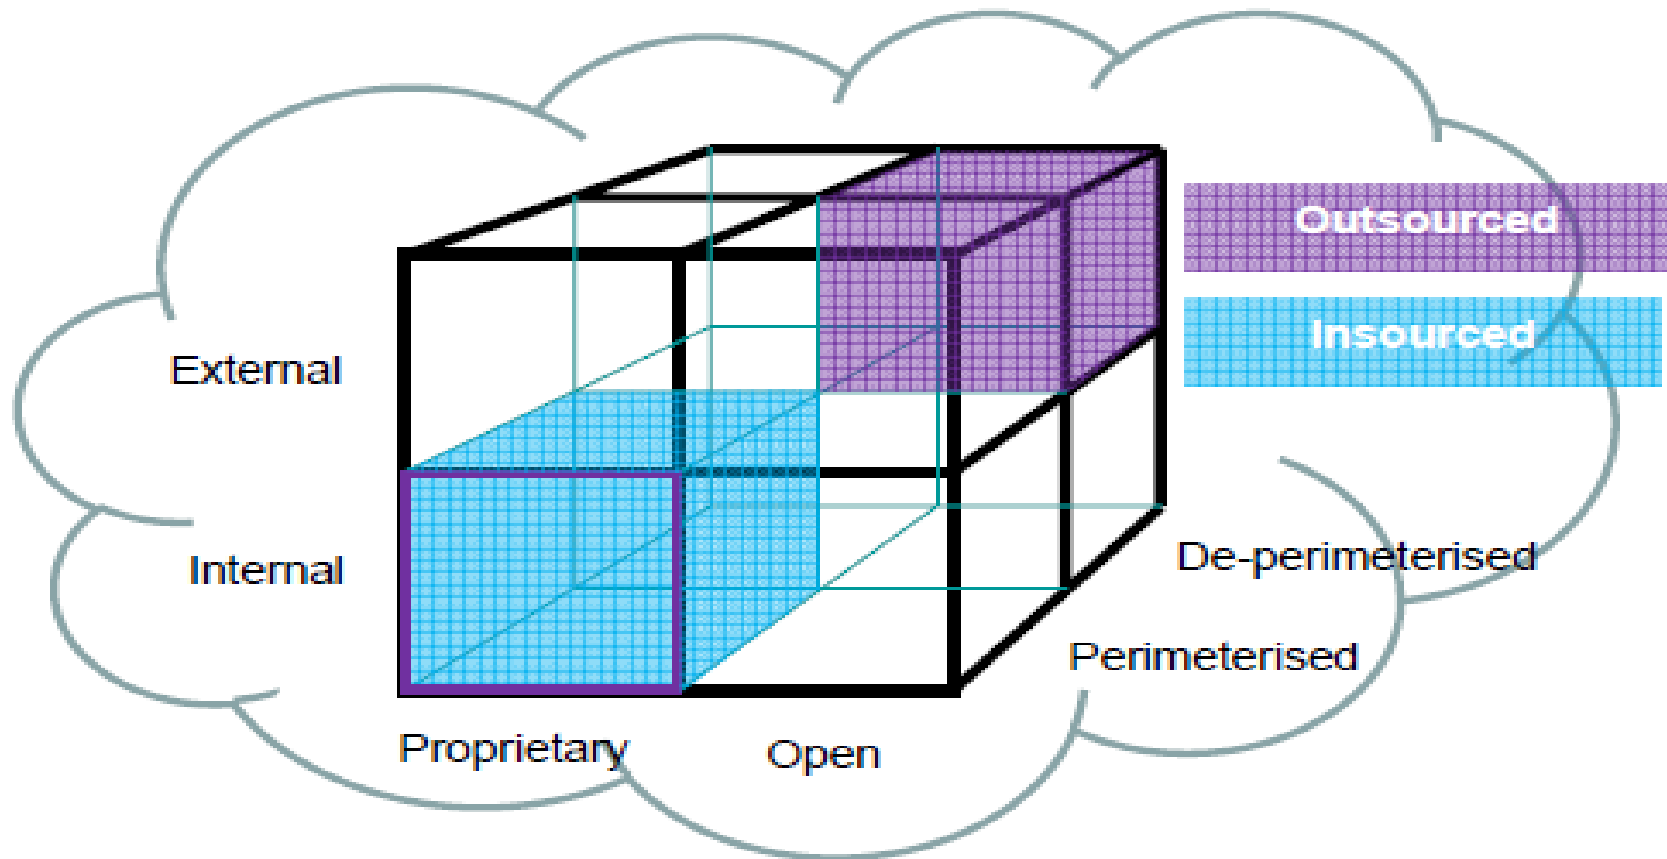 Outsourced
Insourced
External
Internal
De-perimeterised
Perimeterised
Proprietary
Open